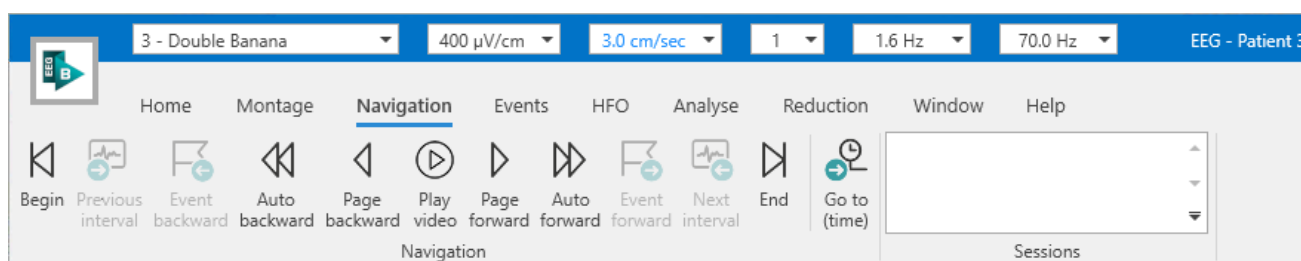 3 - Double Banana 400 µV/cm 3.0 cm/sec 1 1.6 Hz 70.0 Hz EEG - Patient 3
EEG B
Home Montage Navigation Events HFO Analyse Reduction Window Help
Begin Previous Event Auto Page Play Page Auto Event Next End Go to
interval backward backward backward video forward forward forward interval (time)
Navigation Sessions